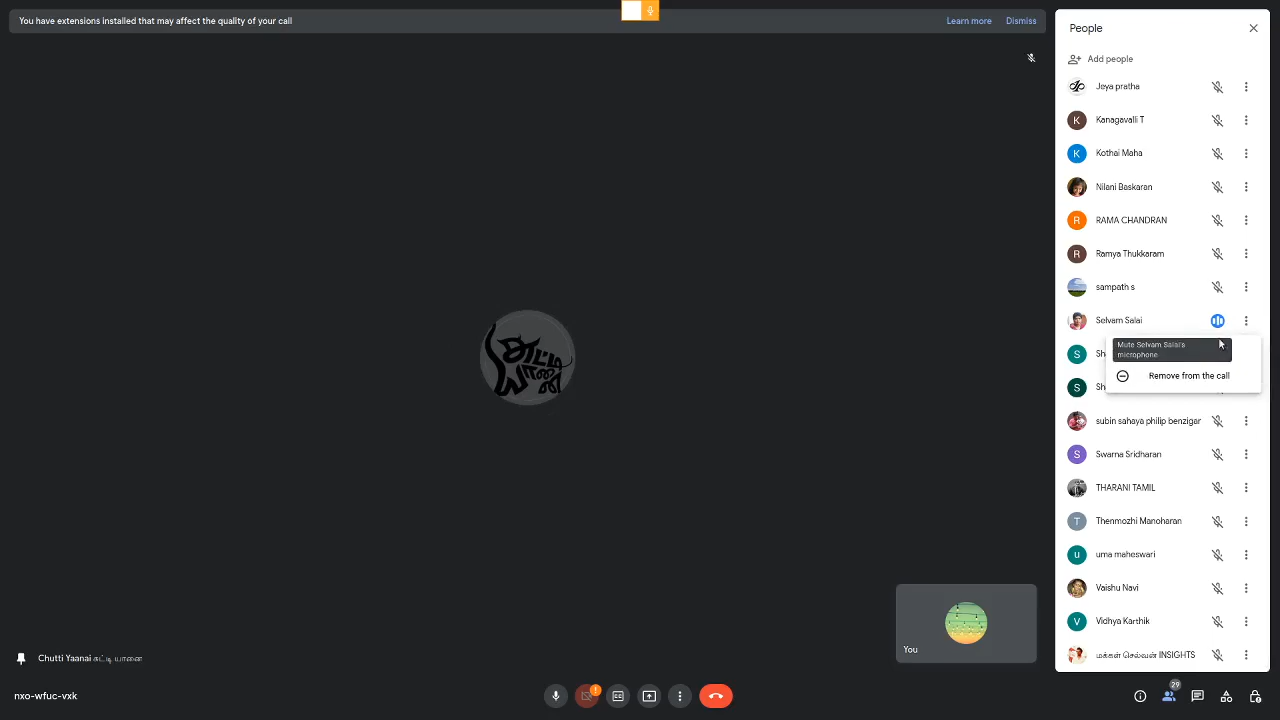 You have extensions installed that may affect the quality of your call
Learn more
Dismiss
People
Add people
Jeya pratha
K
Kanagavalli T
K
Kothai Maha
Nilani Baskaran
R
RAMA CHANDRAN
R
Ramya Thukkaram
sampath s
Selvam Salai
Mute Selvam Salai's
microphone
S
Sh
Remove from the call
S
Sh
subin sahaya philip benzigar
S
Swarna Sridharan
THARANI TAMIL
T
Thenmozhi Manoharan
u
uma maheswari
Vaishu Navi
V
Vidhya Karthik
மக்கள் செல்வன் INSIGHTS
சுட்டி
யானை
You
Chutti Yaanai சுட்டி யானை
nxo-wfuc-vxk
29